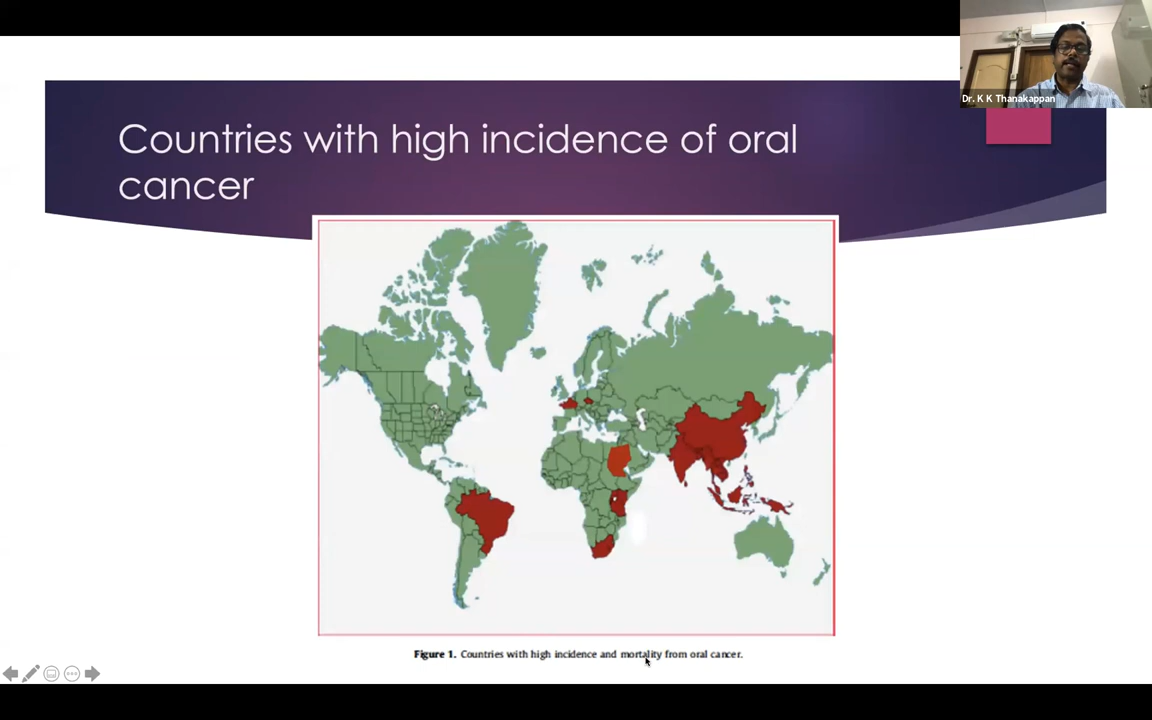 Countries with high incidence of oral
cancer
Dr. K K Thanakappan
Figure 1. Countries with high incidence and mortality from oral cancer.